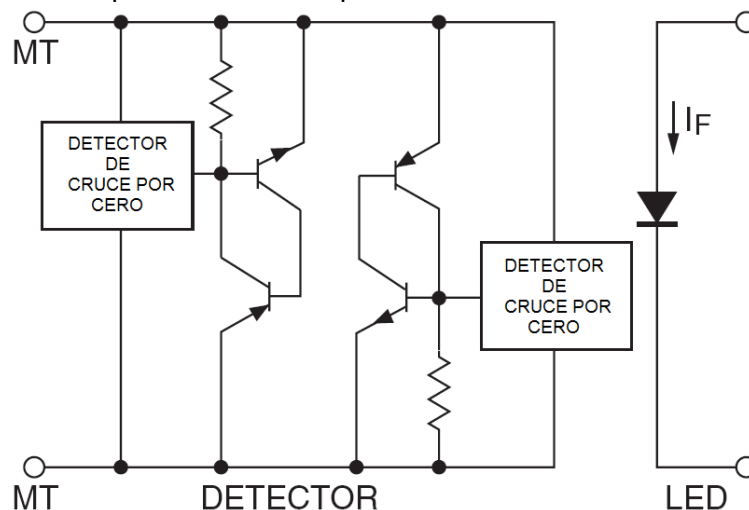 MT
DETECTOR
DE
CRUCE POR
CERO
IF
DETECTOR
DE
CRUCE POR
CERO
MT
DETECTOR
LED